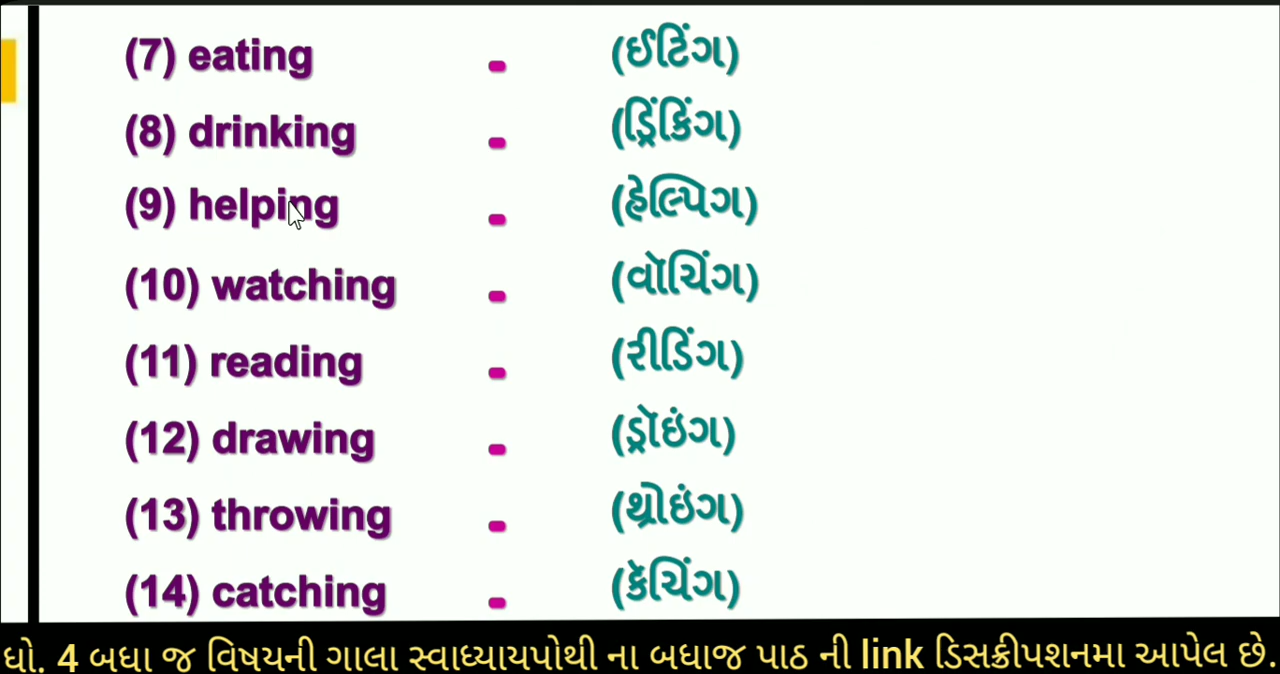 (7) eating - (ઈટિંગ)
(8) drinking - (ડ્રિંકિંગ)
(9) helping - (હેલ્પિગ)
(10) watching - (વૉચિંગ)
(11) reading - (રીડિંગ)
(12) drawing - (ડ્રૉઇંગ)
(13) throwing - (થ્રોઇંગ)
(14) catching - (કૅચિંગ)
ધો. 4 બધા જ વિષયની ગાલા સ્વાધ્યાયપોથી ના બધાજ પાઠ ની link ડિસક્રીપશનમા આપેલ છે.